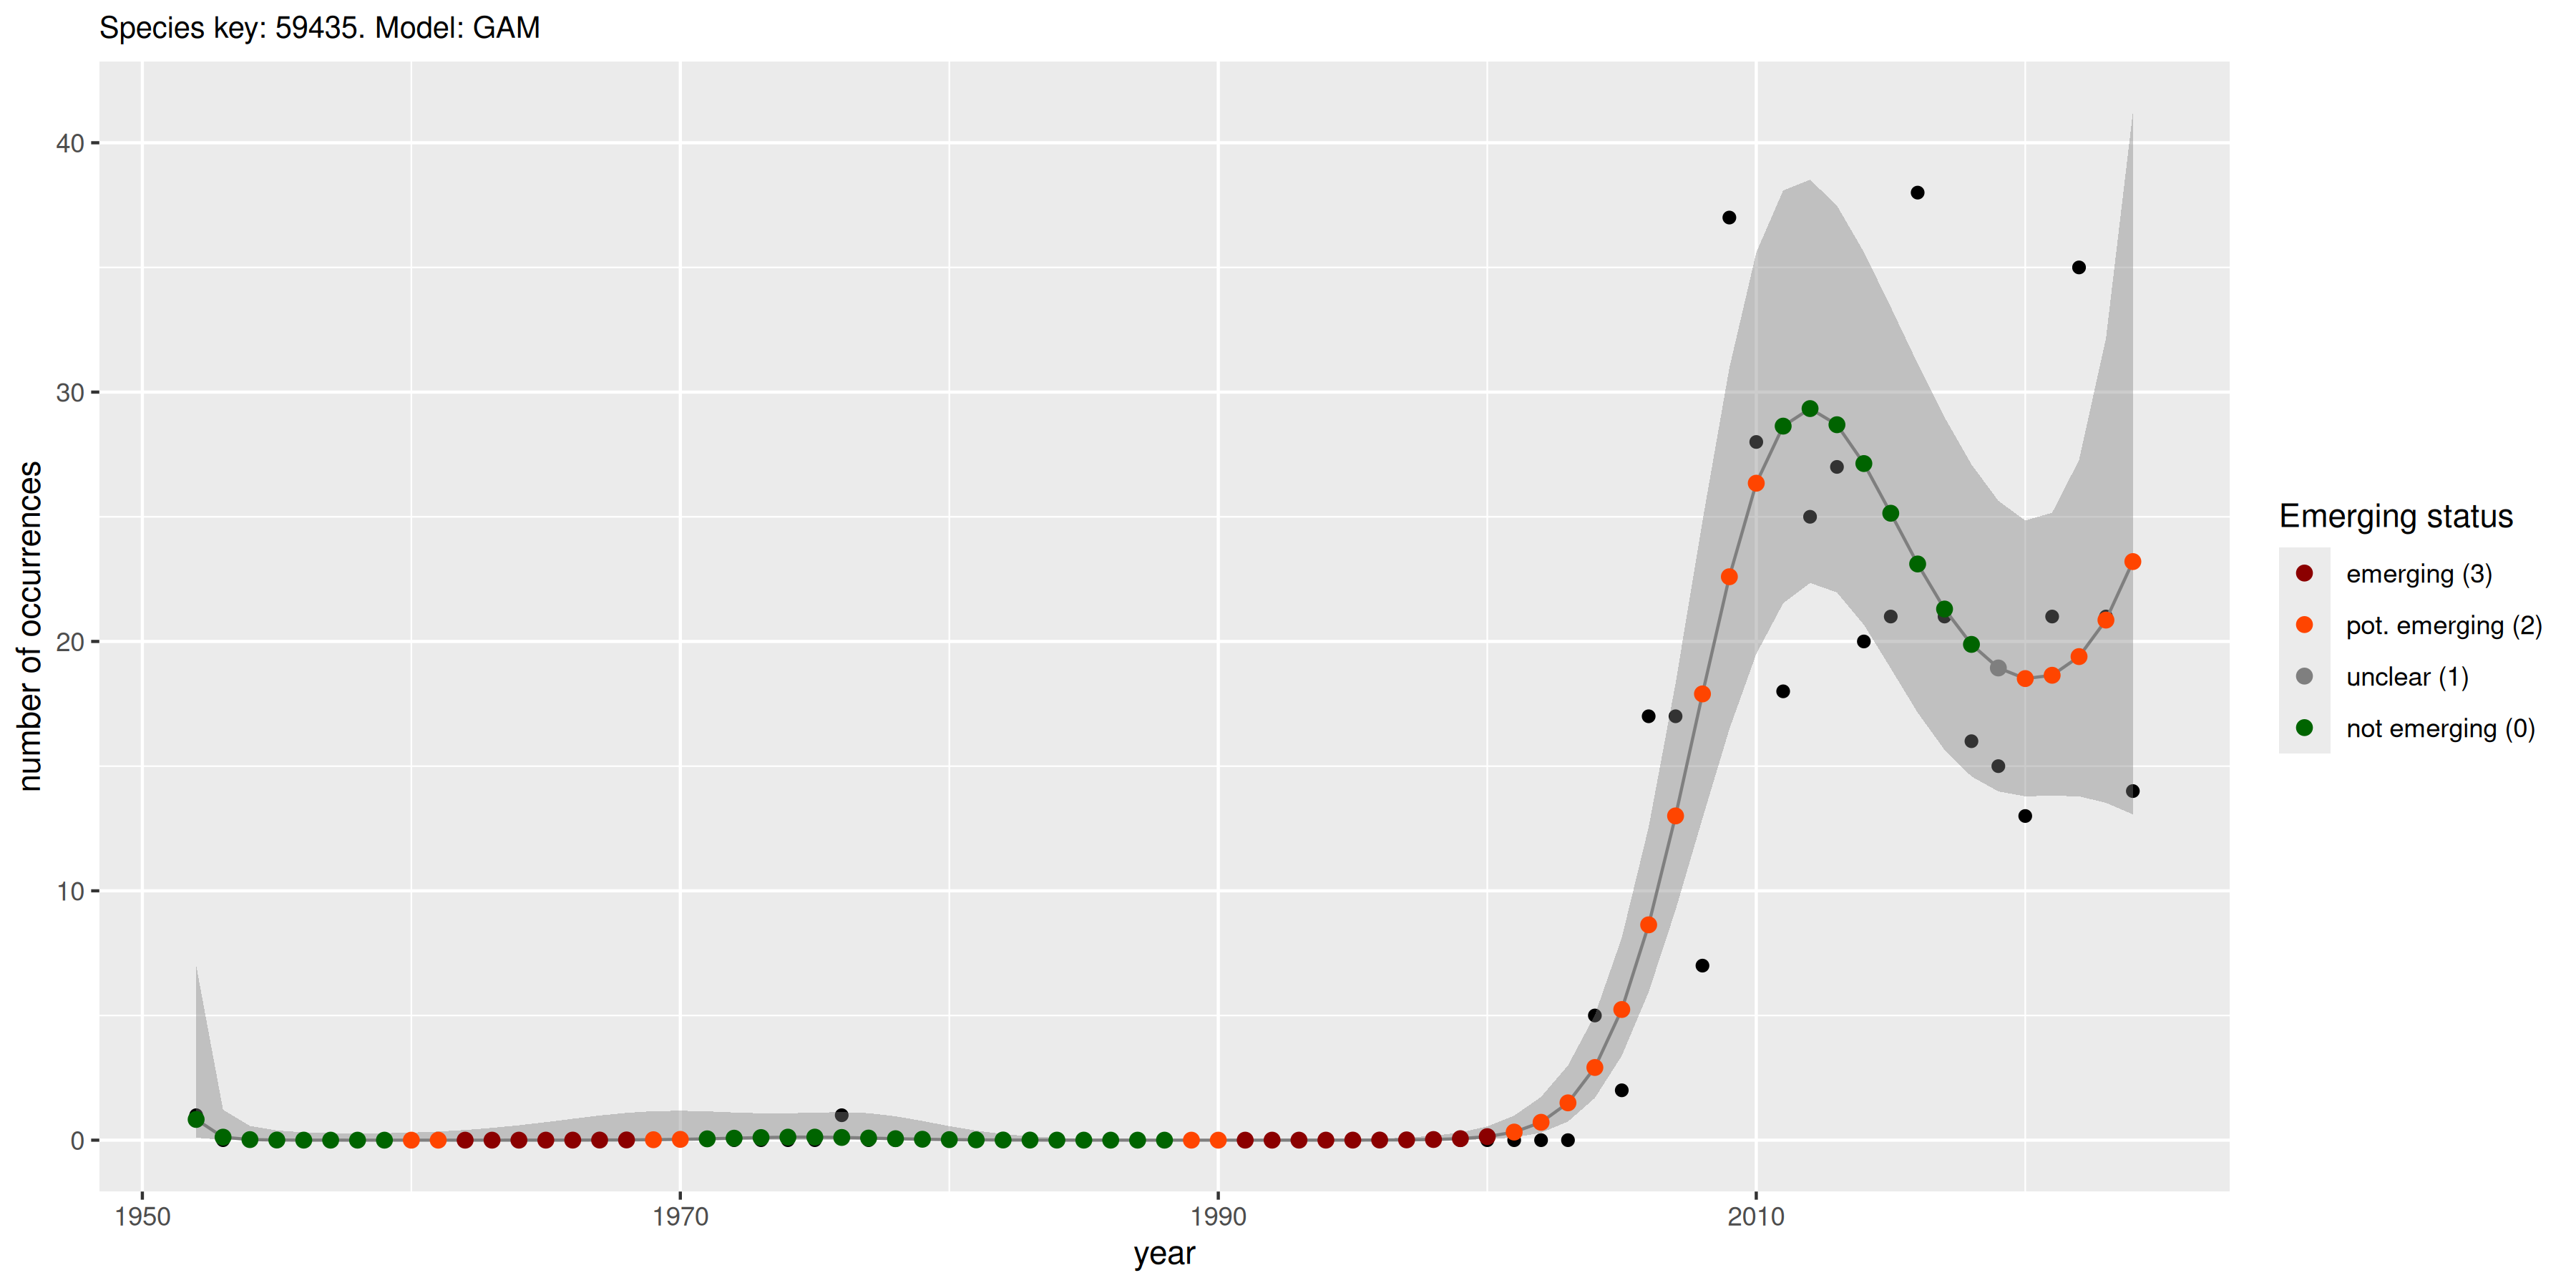 Species key: 59435. Model: GAM
40
30
20
10
0
number of occurrences
1950
1970
1990
2010
year
Emerging status
emerging (3)
pot. emerging (2)
unclear (1)
not emerging (0)